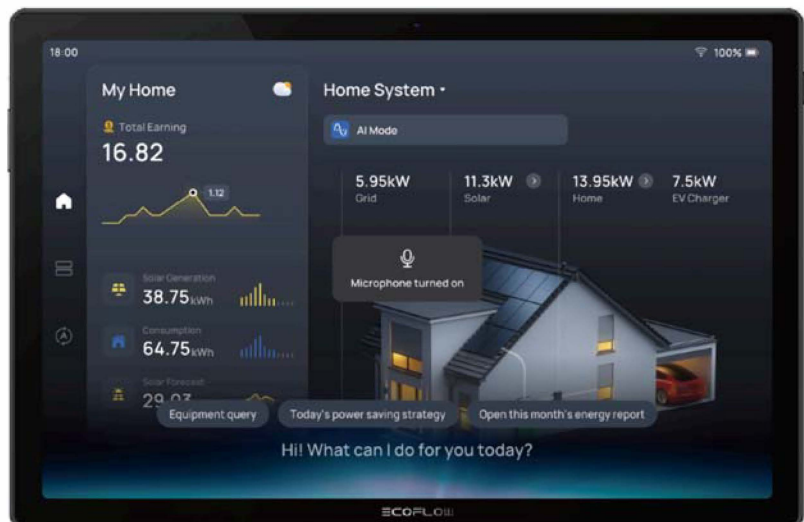 18:00
100%
My Home
Total Earning
16.82
1.12
Solar Generation
38.75kWh
Consumption
64.75kWh
Solar Forecast
29.93
Home System
AI Mode
5.95kW
Grid
11.3kW
Solar
13.95kW
Home
7.5kW
EV Charger
Microphone turned on
Equipment query
Today's power saving strategy
Open this month's energy report
Hi! What can I do for you today?
ECOFLOW